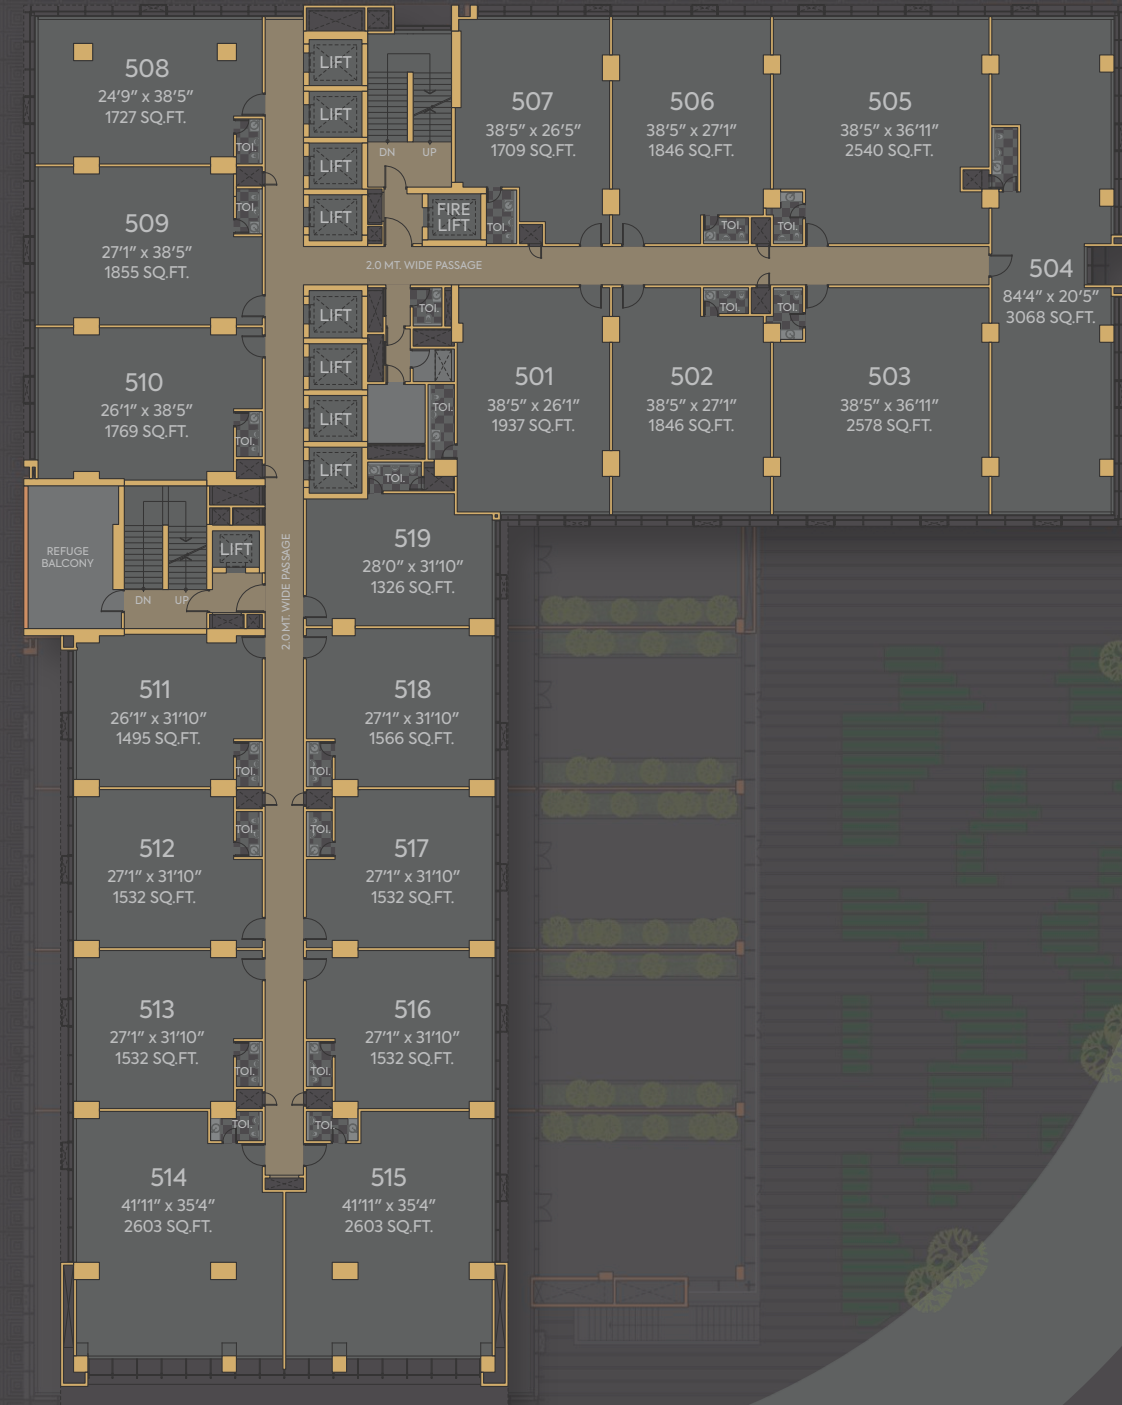 508
24'9" x 38'5"
1727 SQ.FT.
TOI.
LIFT
LIFT
LIFT
LIFT
DN
UP
FIRE
LIFT
TOI.
507
38'5" x 26'5"
1709 SQ.FT.
506
38'5" x 27'1"
1846 SQ.FT.
TOI.
TOI.
505
38'5" x 36'11"
2540 SQ.FT.
509
27'1" x 38'5"
1855 SQ.FT.
TOI.
2.0 MT. WIDE PASSAGE
504
84'4" x 20'5"
3068 SQ.FT.
510
26'1" x 38'5"
1769 SQ.FT.
TOI.
LIFT
LIFT
LIFT
LIFT
TOI.
TOI.
TOI.
501
38'5" x 26'1"
1937 SQ.FT.
502
38'5" x 27'1"
1846 SQ.FT.
TOI.
TOI.
503
38'5" x 36'11"
2578 SQ.FT.
REFUGE
BALCONY
DN
UP
LIFT
2.0 MT. WIDE PASSAGE
519
28'0" x 31'10"
1326 SQ.FT.
511
26'1" x 31'10"
1495 SQ.FT.
TOI.
TOI.
518
27'1" x 31'10"
1566 SQ.FT.
512
27'1" x 31'10"
1532 SQ.FT.
TOI.
TOI.
517
27'1" x 31'10"
1532 SQ.FT.
513
27'1" x 31'10"
1532 SQ.FT.
TOI.
TOI.
516
27'1" x 31'10"
1532 SQ.FT.
TOI.
TOI.
514
41'11" x 35'4"
2603 SQ.FT.
515
41'11" x 35'4"
2603 SQ.FT.